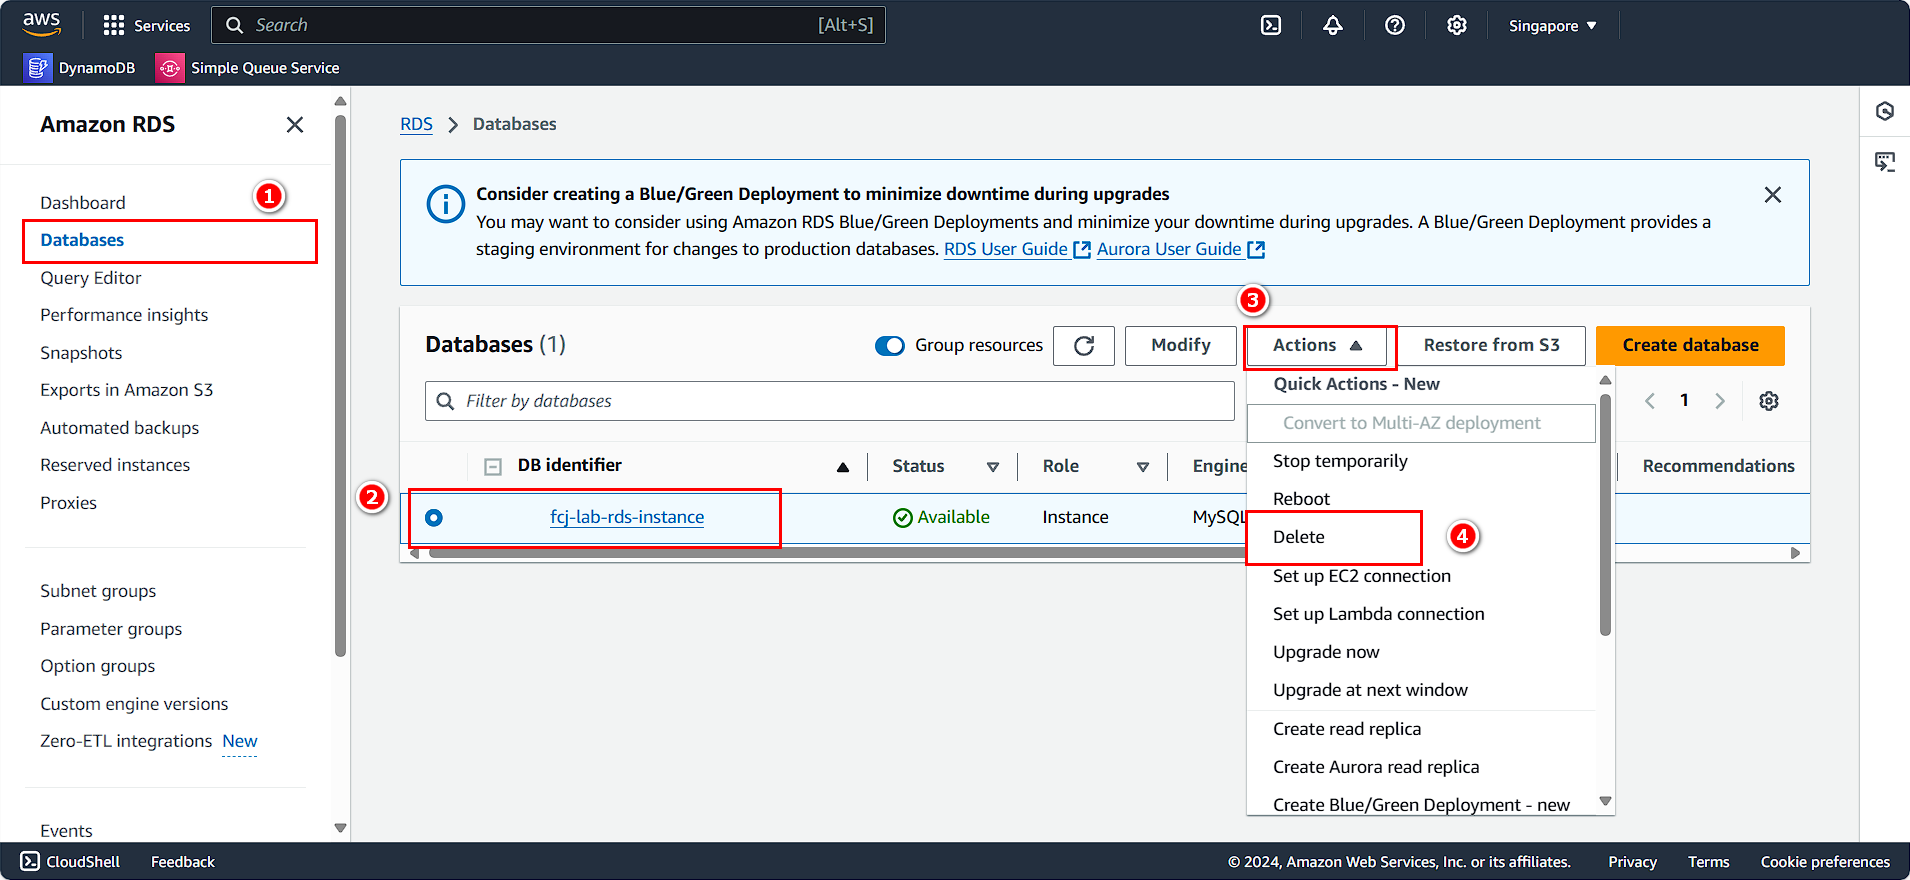 aws
Services
Search
[Alt+S]
Singapore
DynamoDB
Simple Queue Service
Amazon RDS
Dashboard
1
Databases
Query Editor
Performance insights
Snapshots
Exports in Amazon S3
Automated backups
Reserved instances
Proxies
Subnet groups
Parameter groups
Option groups
Custom engine versions
Zero-ETL integrations New
Events
RDS > Databases
Consider creating a Blue/Green Deployment to minimize downtime during upgrades
You may want to consider using Amazon RDS Blue/Green Deployments and minimize your downtime during upgrades. A Blue/Green Deployment provides a
staging environment for changes to production databases. RDS User Guide Aurora User Guide
3
Databases (1)
Group resources
Modify
Actions
Restore from S3
Create database
Filter by databases
1
DB identifier
Status
Role
Engine
Recommendations
2
fcj-lab-rds-instance
Available
Instance
MySQL
Quick Actions - New
Convert to Multi-AZ deployment
Stop temporarily
Reboot
Delete
4
Set up EC2 connection
Set up Lambda connection
Upgrade now
Upgrade at next window
Create read replica
Create Aurora read replica
Create Blue/Green Deployment - new
CloudShell
Feedback
© 2024, Amazon Web Services, Inc. or its affiliates.
Privacy
Terms
Cookie preferences